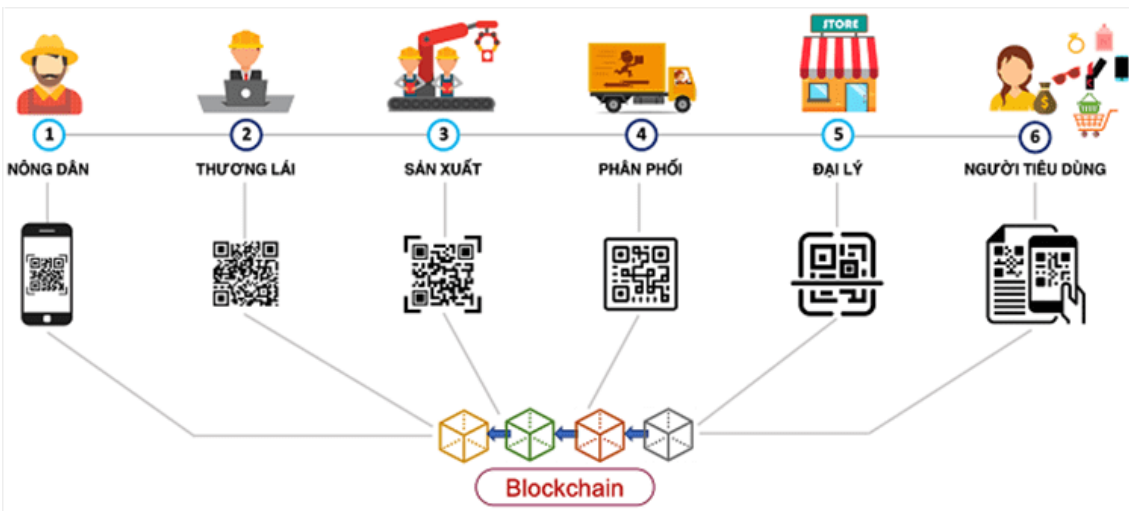 STORE
1
2
3
4
5
6
$
NÔNG DÂN
THƯƠNG LÁI
SẢN XUẤT
PHÂN PHỐI
ĐẠI LÝ
NGƯỜI TIÊU DÙNG
Blockchain